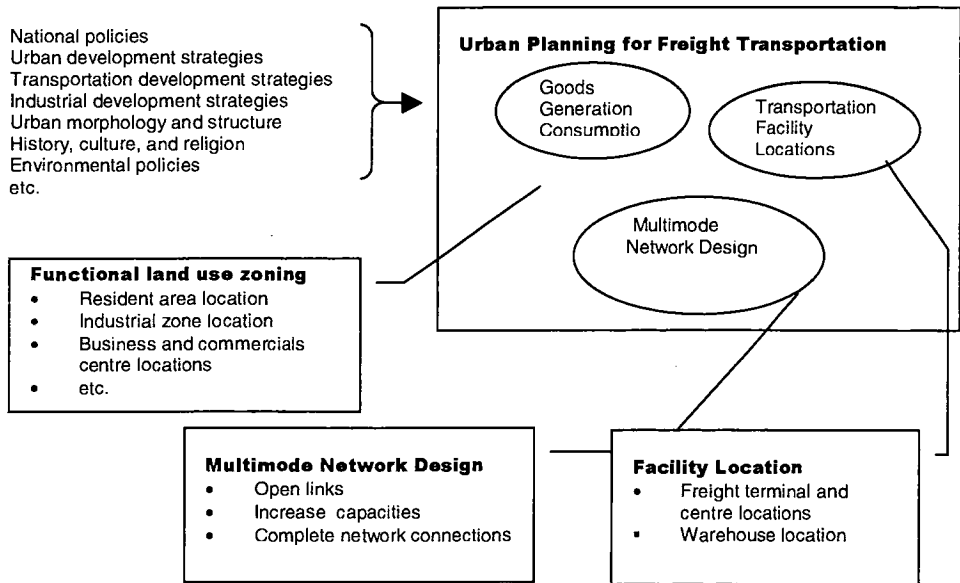 National policies
Urban development strategies
Transportation development strategies
Industrial development strategies
Urban morphology and structure
History, culture, and religion
Environmental policies
etc.
Urban Planning for Freight Transportation
Goods
Generation
Consumptio
Transportation
Facility
Locations
Multimode
Network Design
Functional land use zoning
• Resident area location
• Industrial zone location
• Business and commercials
centre locations
• etc.
Multimode Network Design
• Open links
• Increase capacities
• Complete network connections
Facility Location
• Freight terminal and
centre locations
▪ Warehouse location